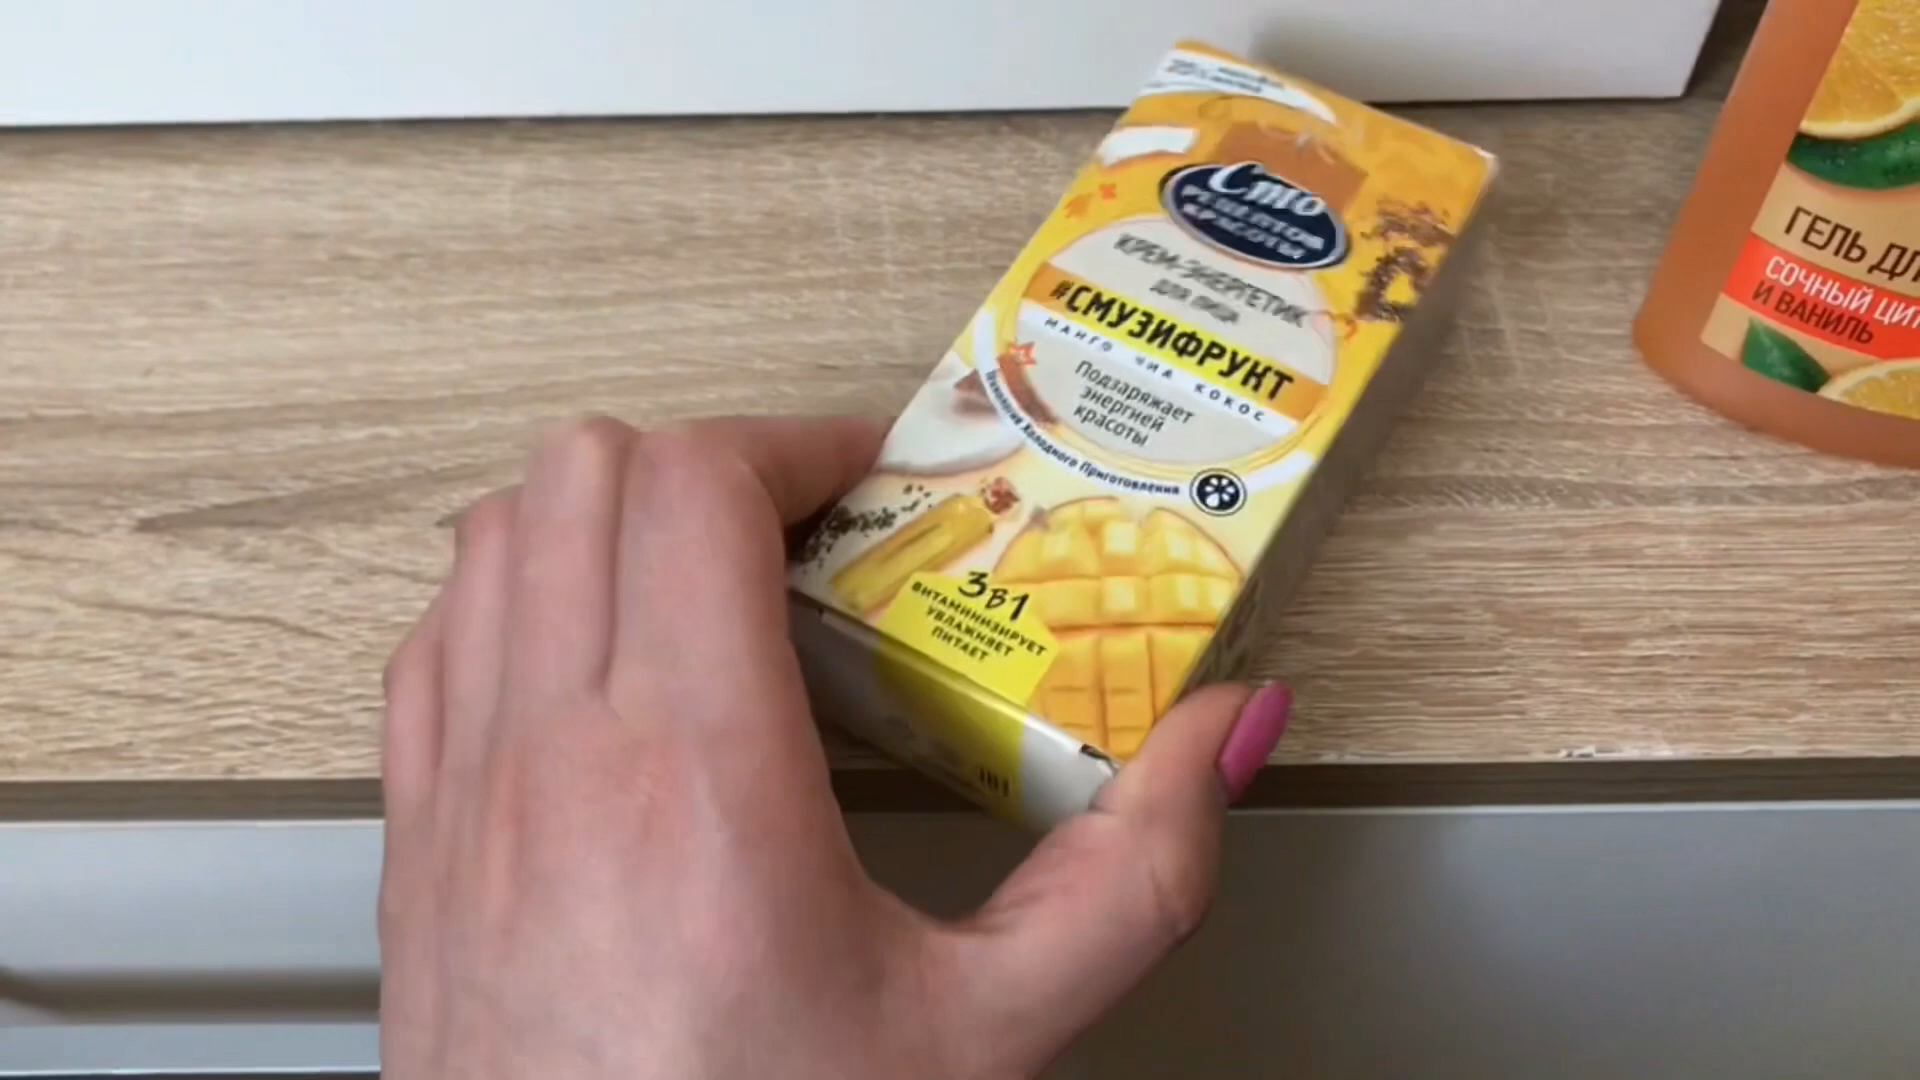 Сто
РЕЦЕПТОВ
КРАСОТЫ
КРЕМ-ЭНЕРГЕТИК
ДЛЯ ЛИЦА
#СМУЗИФРУКТ
МАНГО ЧИА КОКОС
Подзаряжает
энергией
красоты
Технология Холодного Приготовления
3в1
ВИТАМИНИЗИРУЕТ
УВЛАЖНЯЕТ
ПИТАЕТ
ГЕЛЬ ДЛ
СОЧНЫЙ ЦИТ
И ВАНИЛЬ